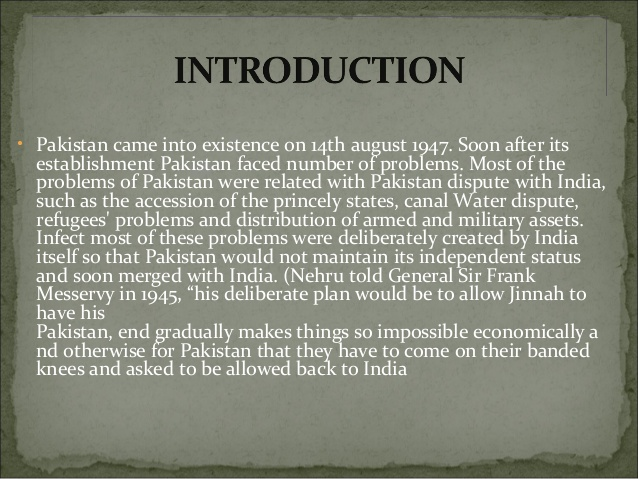 INTRODUCTION
• Pakistan came into existence on 14th august 1947. Soon after its
establishment Pakistan faced number of problems. Most of the
problems of Pakistan were related with Pakistan dispute with India,
such as the accession of the princely states, canal Water dispute,
refugees' problems and distribution of armed and military assets.
Infect most of these problems were deliberately created by India
itself so that Pakistan would not maintain its independent status
and soon merged with India. (Nehru told General Sir Frank
Messervy in 1945, “his deliberate plan would be to allow Jinnah to
have his
Pakistan, end gradually makes things so impossible economically a
nd otherwise for Pakistan that they have to come on their banded
knees and asked to be allowed back to India